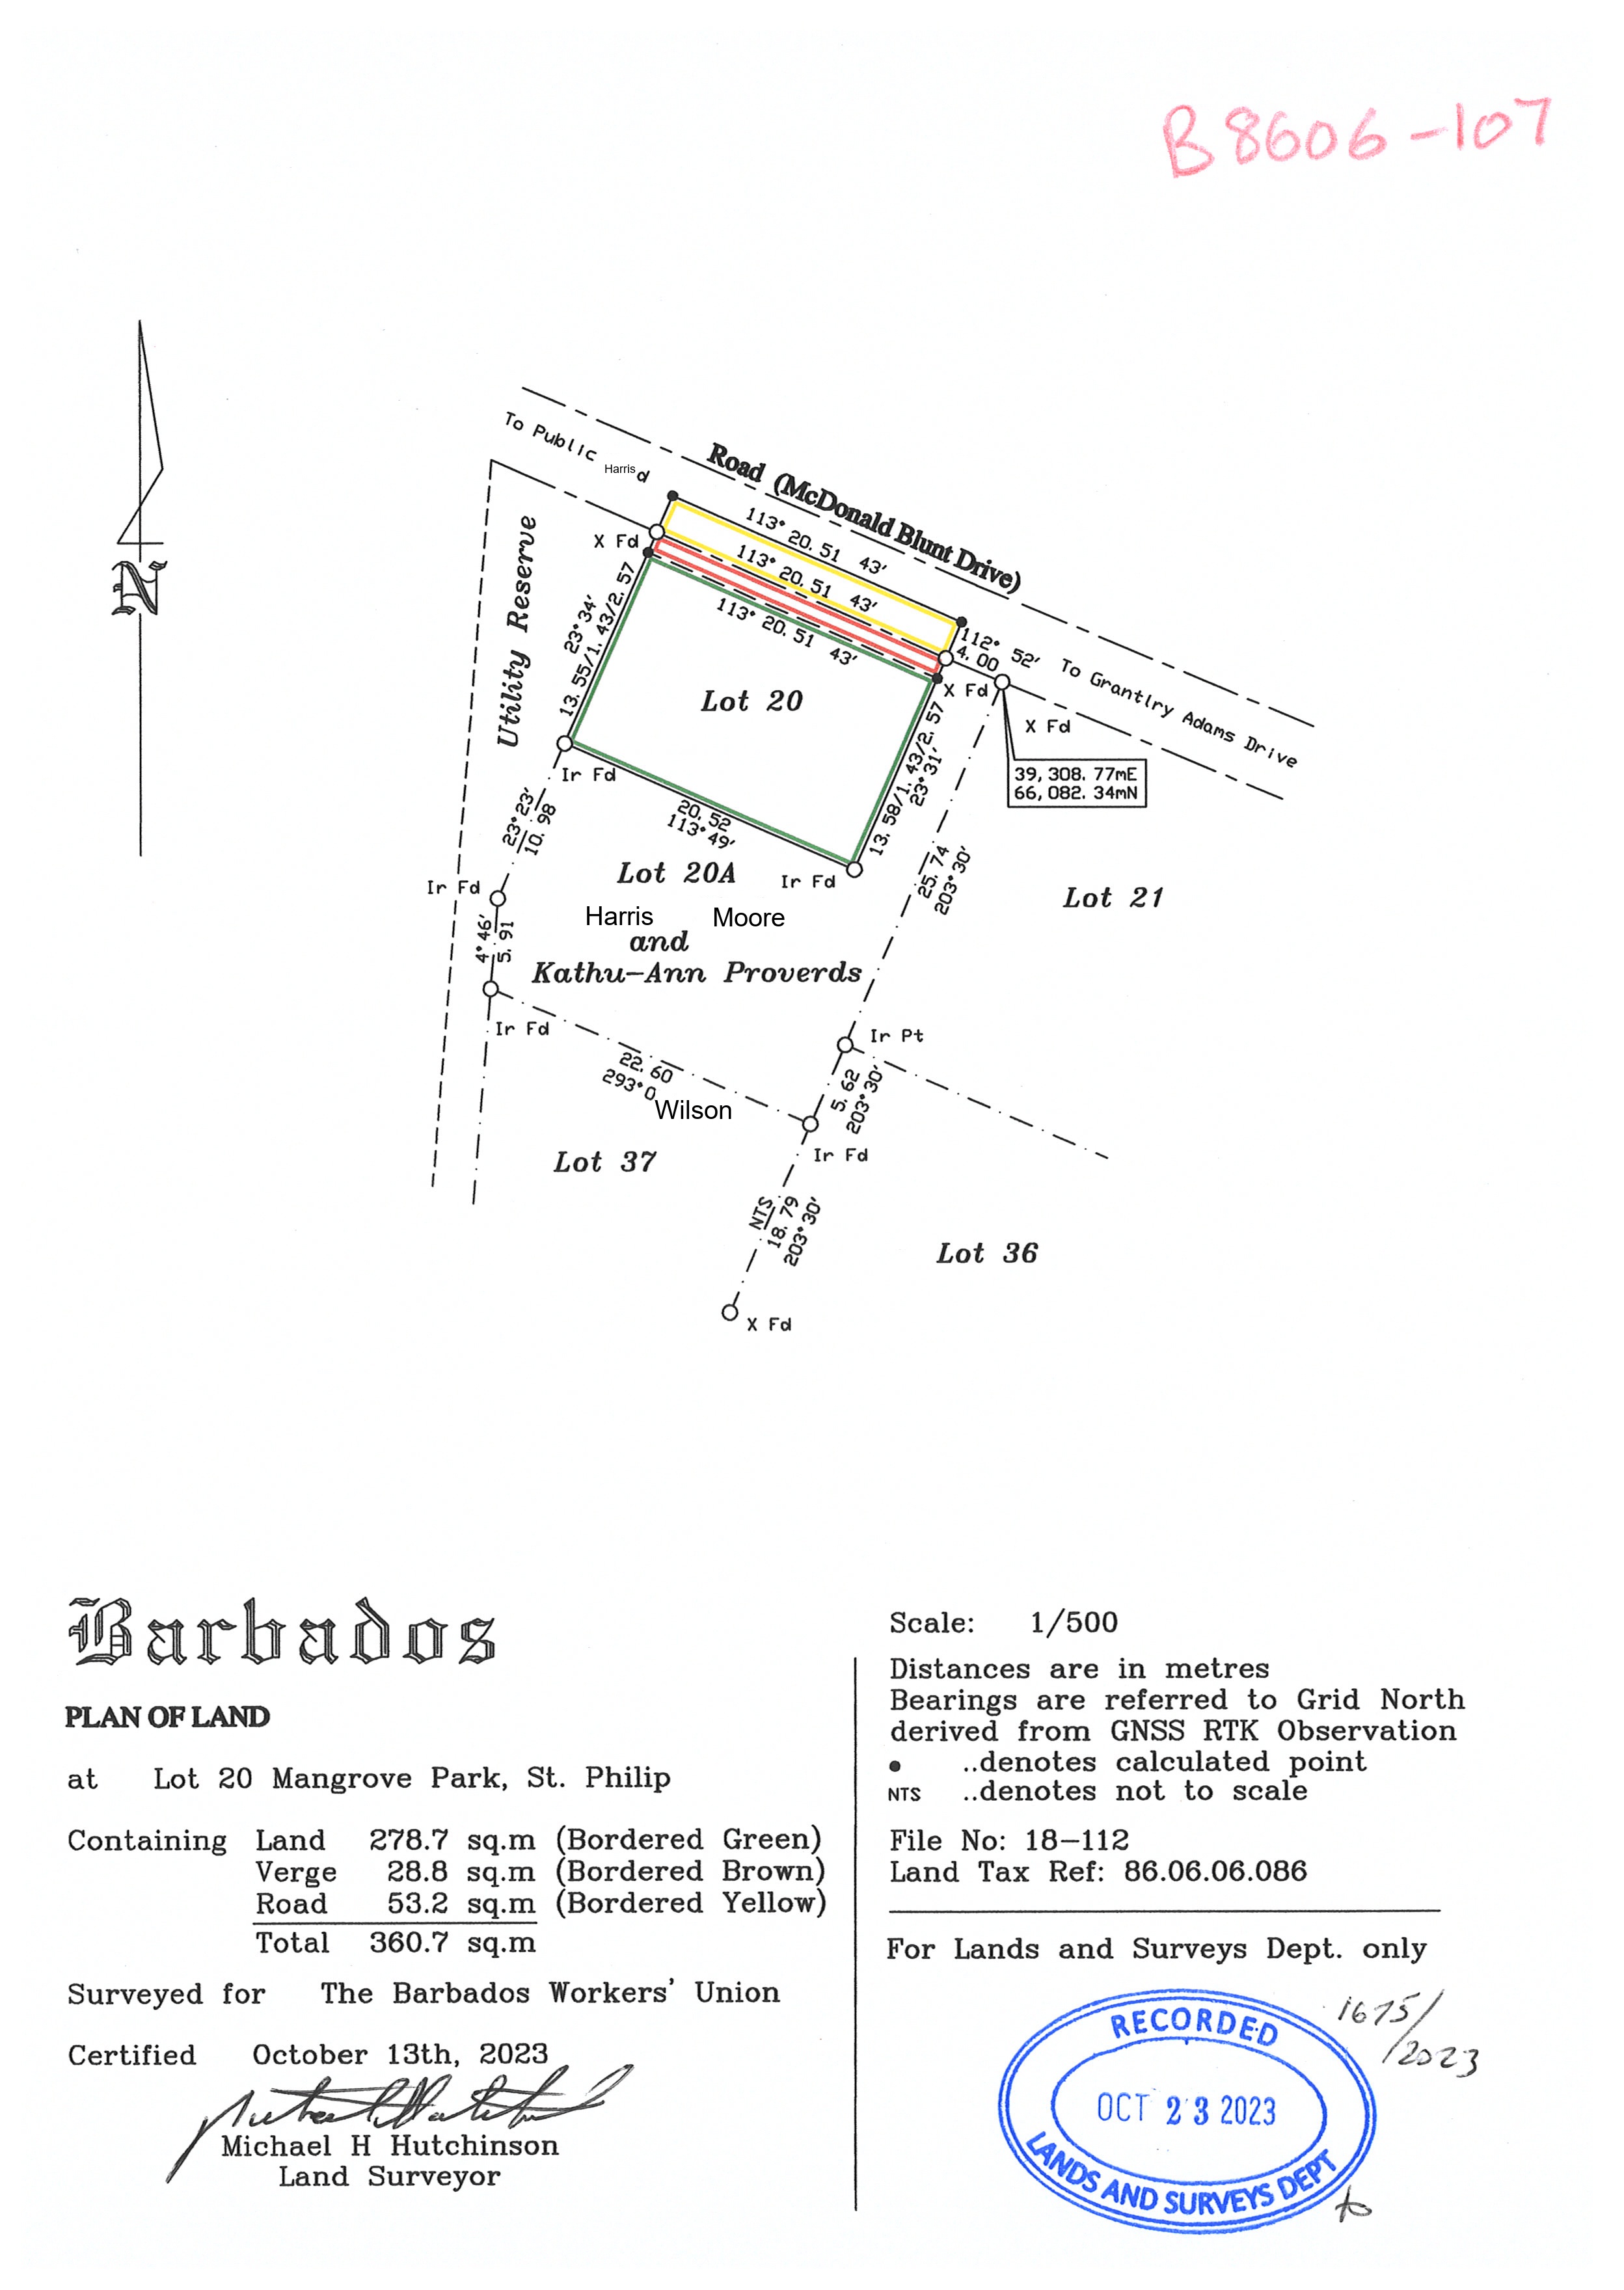 B8606-107
To Public Harris d
Road (McDonald Blunt Drive)
113° 20.51 43'
X Fd
113° 20.51 43'
113° 20.51 43'
112° 52'
4.00
To Grantlry Adams Drive
Utility Reserve
23° 34'
13.55/1.43/2.57
Lot 20
X Fd
X Fd
39,308.77mE
66,082.34mN
13.58/1.43/2.57
23° 31'
Ir Fd
20.52
113° 49'
23° 23'
10.98
Lot 20A
Ir Fd
25.74
203° 30'
Lot 21
Ir Fd
Harris Moore
and
Kathu-Ann Proverds
4° 46'
5.91
Ir Fd
Ir Pt
22.60
293° 0
Wilson
5.62
203° 30'
Ir Fd
Lot 37
NTS
18.79
203° 30'
Lot 36
X Fd
N
Barbados
PLAN OF LAND
at Lot 20 Mangrove Park, St. Philip
Containing Land 278.7 sq.m (Bordered Green)
Verge 28.8 sq.m (Bordered Brown)
Road 53.2 sq.m (Bordered Yellow)
Total 360.7 sq.m
Surveyed for The Barbados Workers' Union
Certified October 13th, 2023
Michael H Hutchinson
Land Surveyor
Scale: 1/500
Distances are in metres
Bearings are referred to Grid North
derived from GNSS RTK Observation
● ..denotes calculated point
NTS ..denotes not to scale
File No: 18-112
Land Tax Ref: 86.06.06.086
For Lands and Surveys Dept. only
1675/2023
RECORDED
OCT 23 2023
LANDS AND SURVEYS DEPT